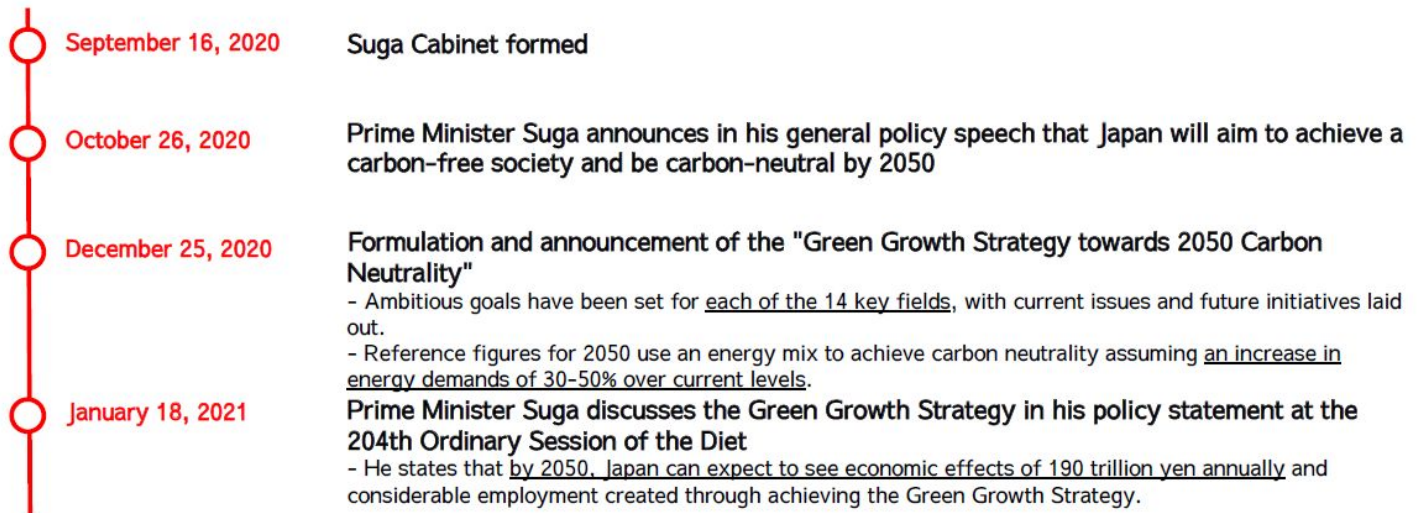 September 16, 2020 Suga Cabinet formed
October 26, 2020 Prime Minister Suga announces in his general policy speech that Japan will aim to achieve a
carbon-free society and be carbon-neutral by 2050
December 25, 2020 Formulation and announcement of the "Green Growth Strategy towards 2050 Carbon
Neutrality"
- Ambitious goals have been set for each of the 14 key fields, with current issues and future initiatives laid
out.
- Reference figures for 2050 use an energy mix to achieve carbon neutrality assuming an increase in
energy demands of 30-50% over current levels.
January 18, 2021 Prime Minister Suga discusses the Green Growth Strategy in his policy statement at the
204th Ordinary Session of the Diet
- He states that by 2050, Japan can expect to see economic effects of 190 trillion yen annually and
considerable employment created through achieving the Green Growth Strategy.